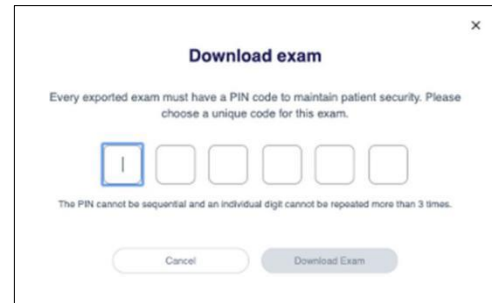 Download exam
Every exported exam must have a PIN code to maintain patient security. Please
choose a unique code for this exam.
The PIN cannot be sequential and an individual digit cannot be repeated more than 3 times.
Cancel Download Exam